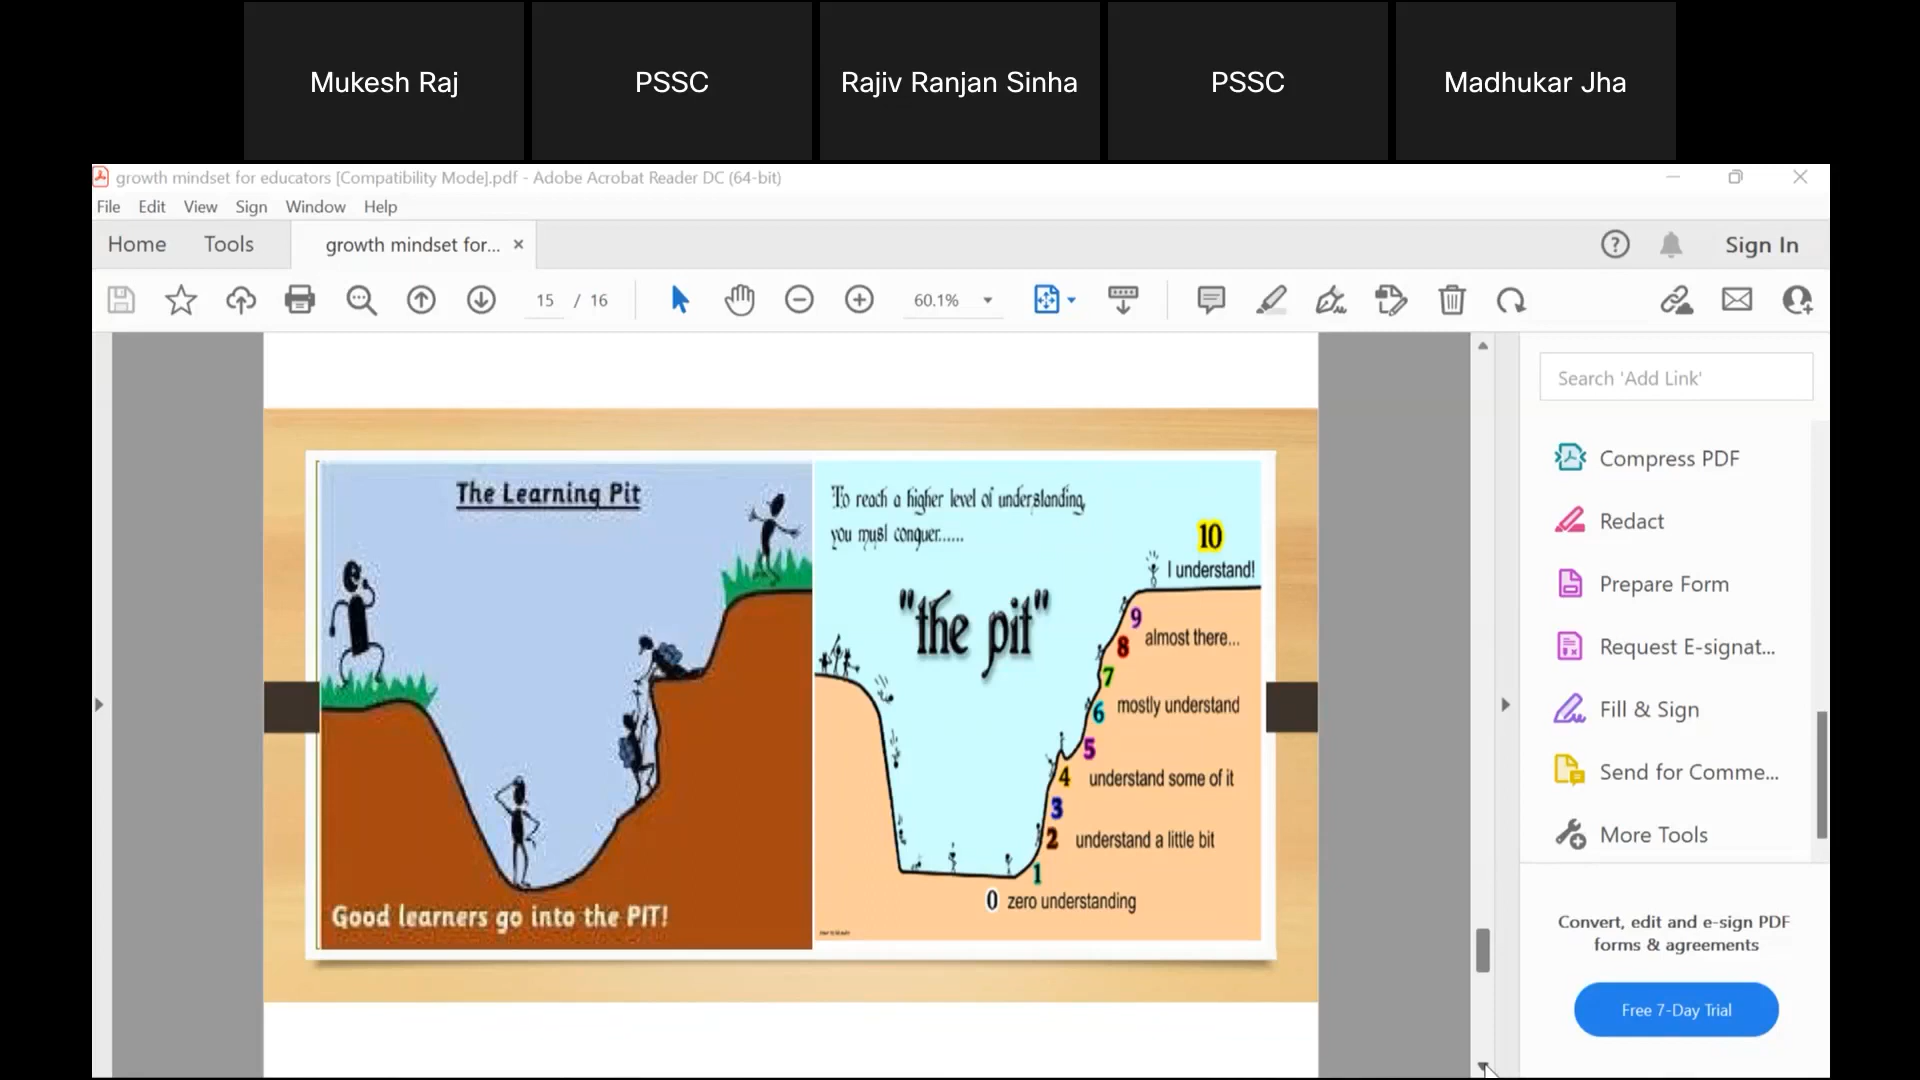 Mukesh Raj
PSSC
Rajiv Ranjan Sinha
PSSC
Madhukar Jha
growth mindset for educators [Compatibility Mode].pdf - Adobe Acrobat Reader DC (64-bit)
File Edit View Sign Window Help
Home Tools growth mindset for... × Sign In
15 / 16 60.1%
The Learning Pit
Good learners go into the PIT!
To reach a higher level of understanding,
you must conquer......
"the pit"
10
I understand!
9
8 almost there...
7
6 mostly understand
5
4 understand some of it
3
2 understand a little bit
1
0 zero understanding
Search 'Add Link'
Compress PDF
Redact
Prepare Form
Request E-signat...
Fill & Sign
Send for Comme...
More Tools
Convert, edit and e-sign PDF
forms & agreements
Free 7-Day Trial